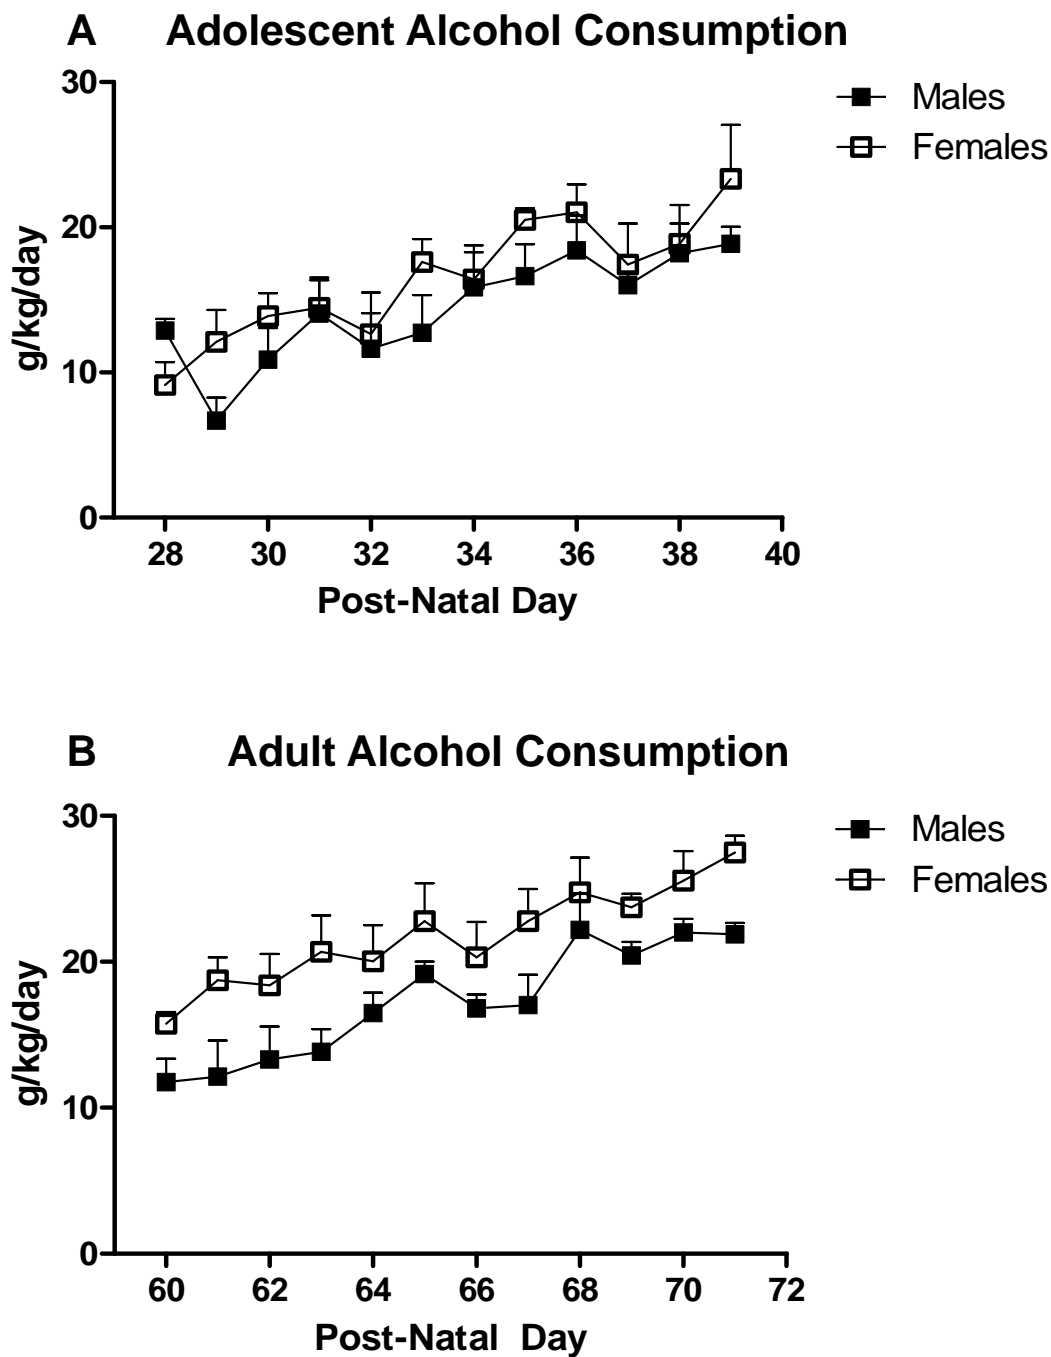 A Adolescent Alcohol Consumption
30
20
10
0
g/kg/day
Males
Females
28 30 32 34 36 38 40
Post-Natal Day
B Adult Alcohol Consumption
30
20
10
0
g/kg/day
Males
Females
60 62 64 66 68 70 72
Post-Natal Day